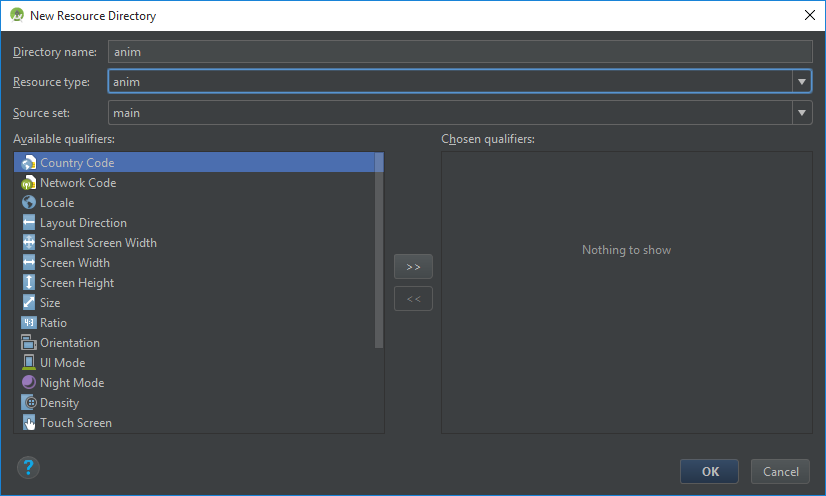 New Resource Directory
Directory name: anim
Resource type: anim
Source set: main
Available qualifiers:
Chosen qualifiers:
Country Code
Network Code
Locale
Layout Direction
Smallest Screen Width
Screen Width
Screen Height
Size
4:3 Ratio
Orientation
UI Mode
Night Mode
Density
Touch Screen
>>
<<
Nothing to show
?
OK
Cancel